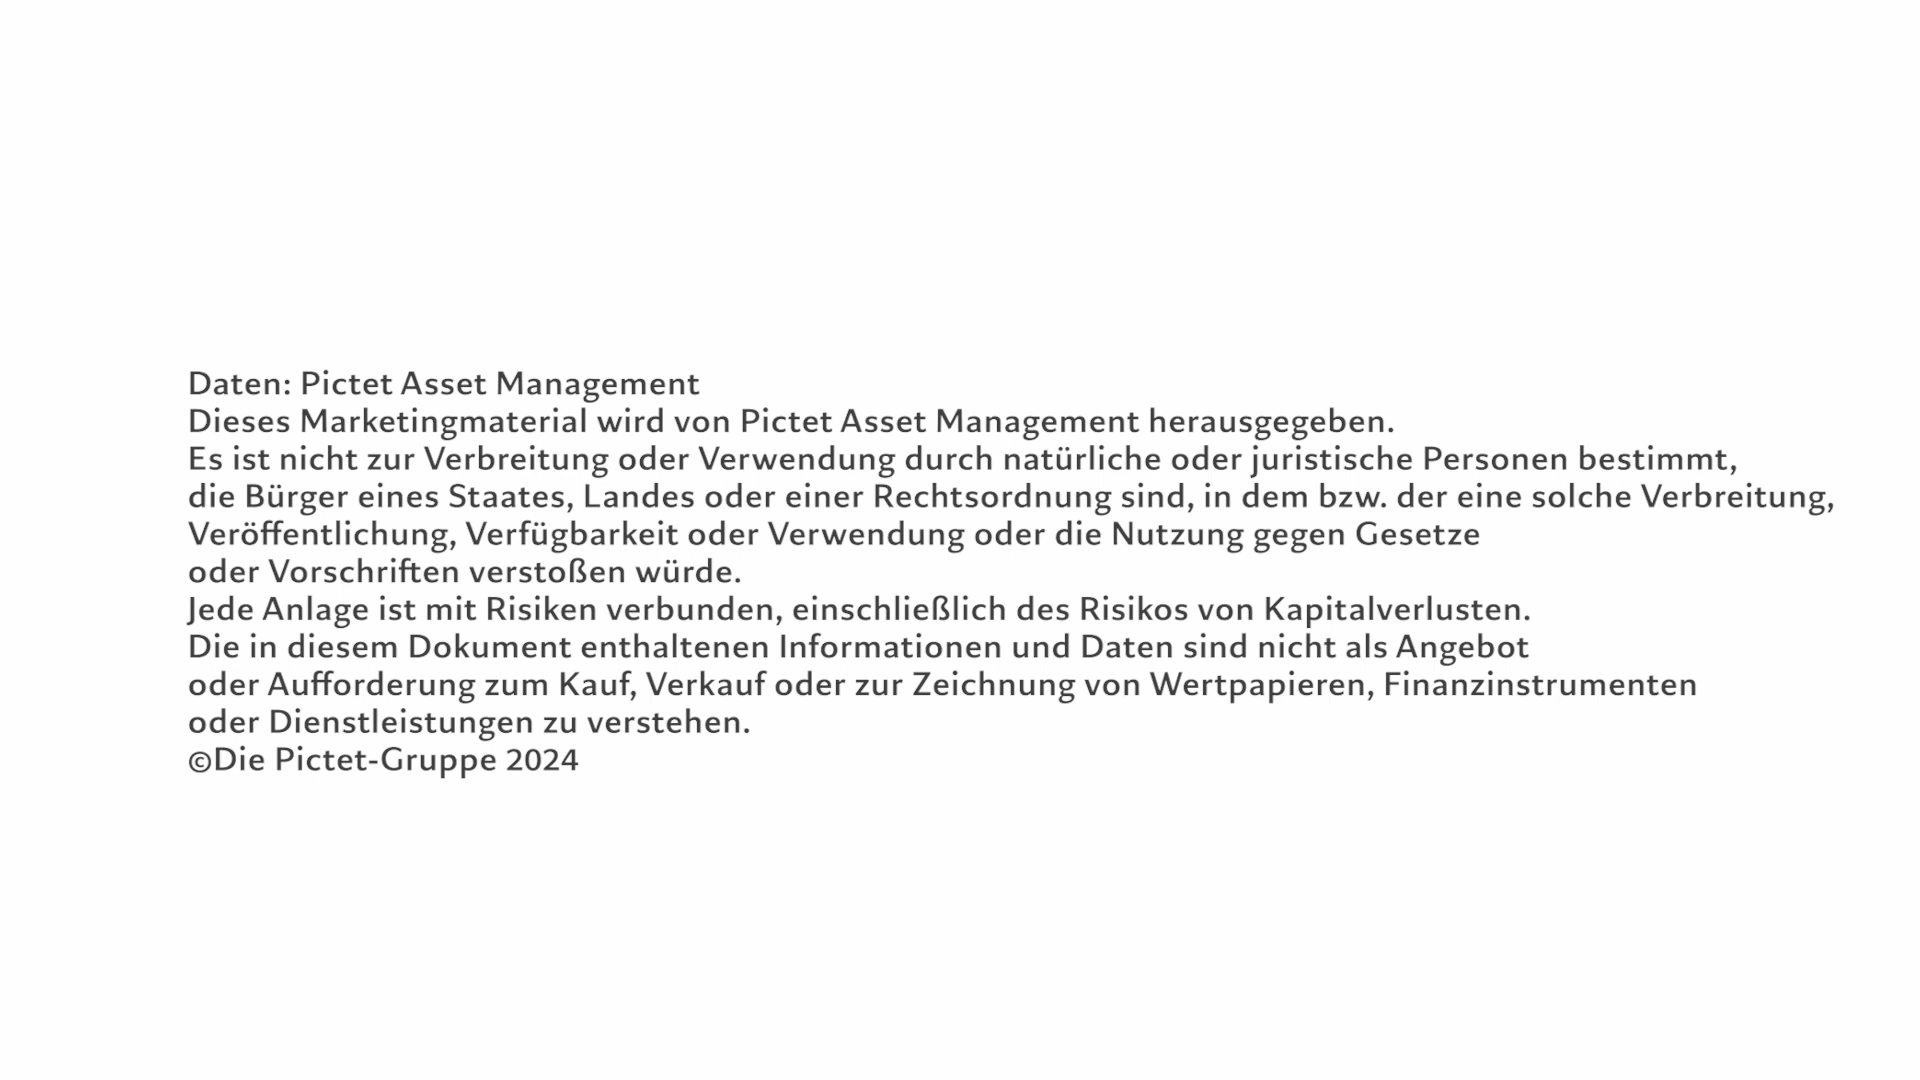 Daten: Pictet Asset Management
Dieses Marketingmaterial wird von Pictet Asset Management herausgegeben.
Es ist nicht zur Verbreitung oder Verwendung durch natürliche oder juristische Personen bestimmt,
die Bürger eines Staates, Landes oder einer Rechtsordnung sind, in dem bzw. der eine solche Verbreitung,
Veröffentlichung, Verfügbarkeit oder Verwendung oder die Nutzung gegen Gesetze
oder Vorschriften verstoßen würde.
Jede Anlage ist mit Risiken verbunden, einschließlich des Risikos von Kapitalverlusten.
Die in diesem Dokument enthaltenen Informationen und Daten sind nicht als Angebot
oder Aufforderung zum Kauf, Verkauf oder zur Zeichnung von Wertpapieren, Finanzinstrumenten
oder Dienstleistungen zu verstehen.
©Die Pictet-Gruppe 2024